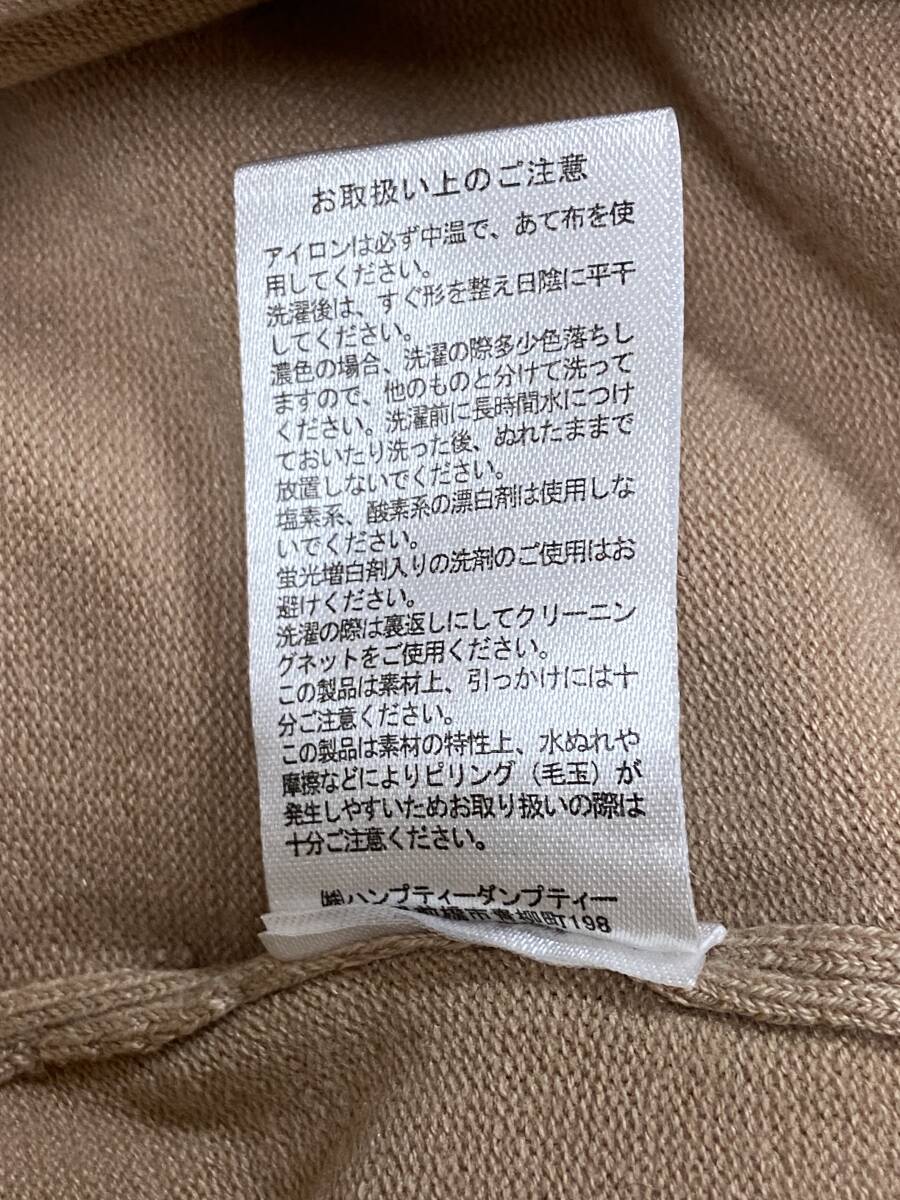 お取扱い上のご注意
アイロンは必ず中温で、あて布を使
用してください。
洗濯後は、すぐ形を整え日陰に平干
してください。
濃色の場合、洗濯の際多少色落ちし
ますので、他のものと分けて洗って
ください。洗濯前に長時間水につけ
ておいたり洗った後、ぬれたままで
放置しないでください。
塩素系、酸素系の漂白剤は使用しな
いでください。
蛍光増白剤入りの洗剤のご使用はお
避けください。
洗濯の際は裏返しにしてクリーニン
グネットをご使用ください。
この製品は素材上、引っかけには十
分ご注意ください。
この製品は素材の特性上、水ぬれや
摩擦などによりピリング（毛玉）が
発生しやすいためお取り扱いの際は
十分ご注意ください。
㈱ハンプティーダンプティー
前橋市青柳町198